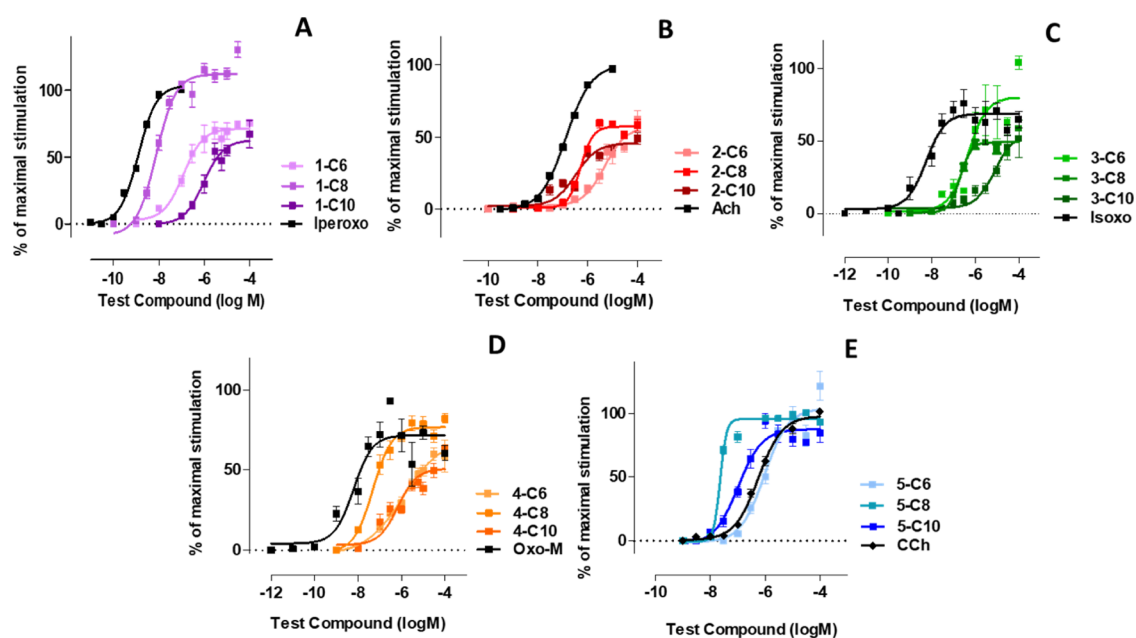 A
% of maximal stimulation
100
50
0
-10
-8
-6
-4
Test Compound (log M)
1-C6
1-C8
1-C10
Iperoxo
B
% of maximal stimulation
100
50
0
-10
-8
-6
-4
Test Compound (logM)
2-C6
2-C8
2-C10
Ach
C
% of maximal stimulation
100
50
0
-12
-10
-8
-6
-4
Test Compound (logM)
3-C6
3-C8
3-C10
Isoxo
D
% of maximal stimulation
100
50
0
-12
-10
-8
-6
-4
Test Compound (logM)
4-C6
4-C8
4-C10
Oxo-M
E
% of maximal stimulation
100
50
0
-10
-8
-6
-4
Test Compound (logM)
5-C6
5-C8
5-C10
CCh